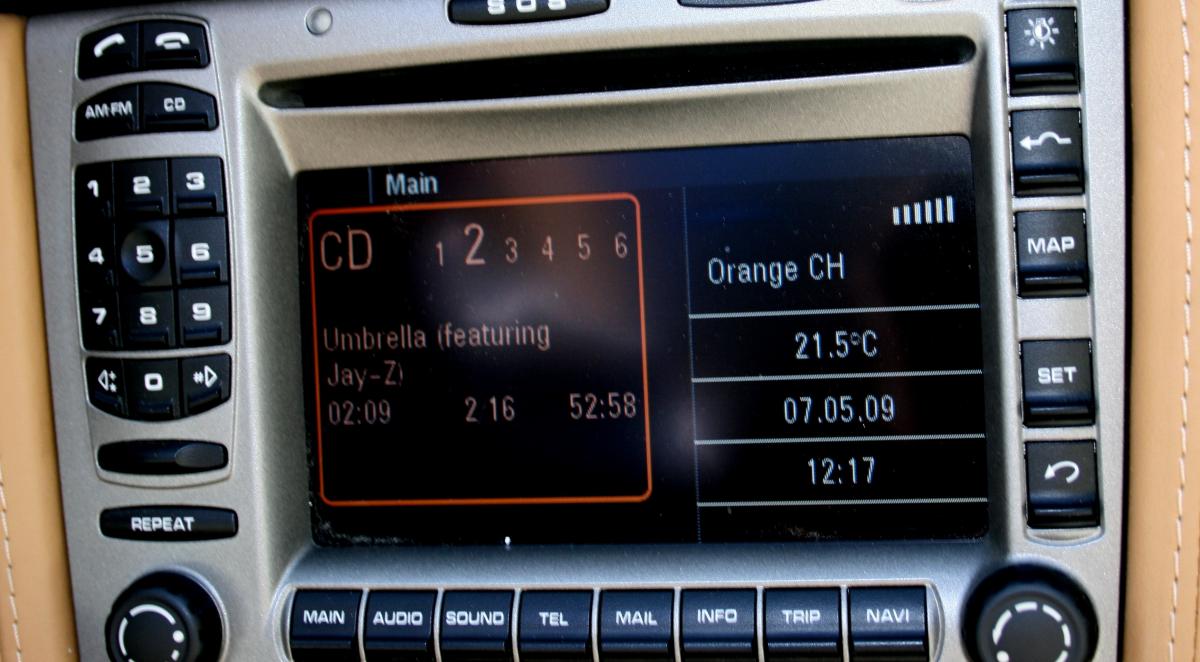 SOS
AM·FM CD
1 2 3
4 5 6
7 8 9
0 #
REPEAT
Main
CD 1 2 3 4 5 6
Umbrella (featuring
Jay-Z)
02:09 2 16 52:58
Orange CH
21.5°C
07.05.09
12:17
MAP
SET
MAIN AUDIO SOUND TEL MAIL INFO TRIP NAVI